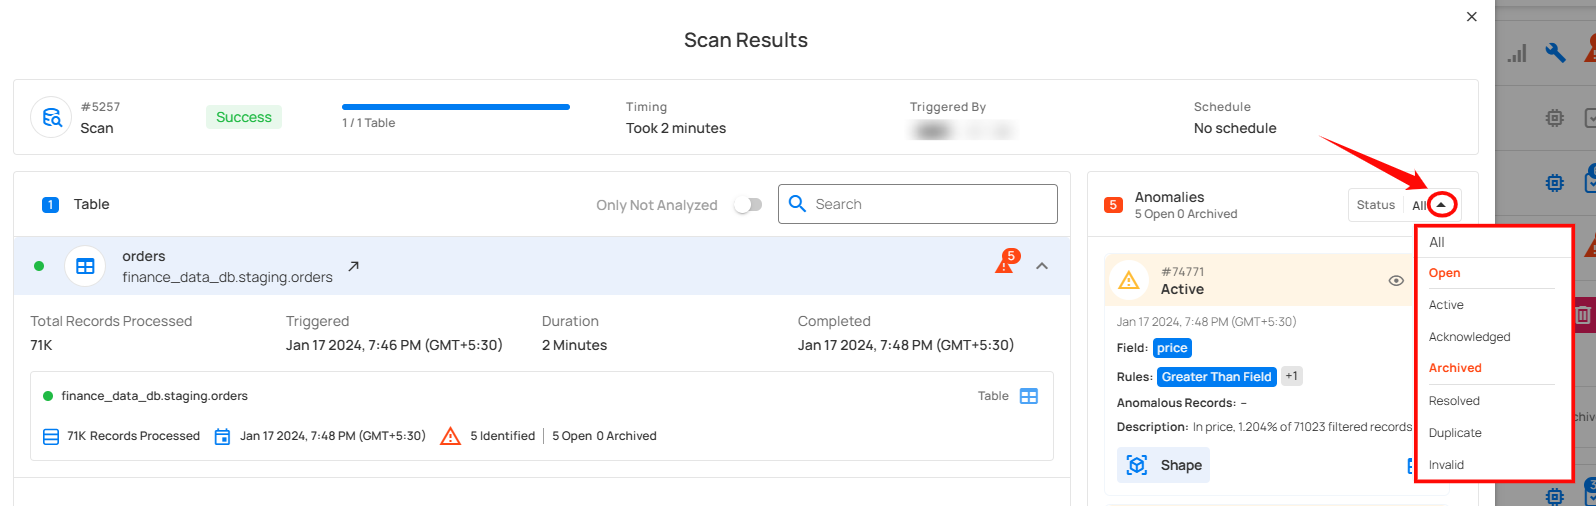 Scan Results
#5257
Scan
Success
1 / 1 Table
Timing
Took 2 minutes
Triggered By
Schedule
No schedule
1 Table
Only Not Analyzed
Search
orders
finance_data_db.staging.orders
5
Total Records Processed
71K
Triggered
Jan 17 2024, 7:46 PM (GMT+5:30)
Duration
2 Minutes
Completed
Jan 17 2024, 7:48 PM (GMT+5:30)
finance_data_db.staging.orders
Table
71K Records Processed
Jan 17 2024, 7:48 PM (GMT+5:30)
5 Identified
5 Open 0 Archived
5 Anomalies
5 Open 0 Archived
Status All
#74771
Active
Jan 17 2024, 7:48 PM (GMT+5:30)
Field: price
Rules: Greater Than Field +1
Anomalous Records: –
Description: In price, 1.204% of 71023 filtered records
Shape
All
Open
Active
Acknowledged
Archived
Resolved
Duplicate
Invalid